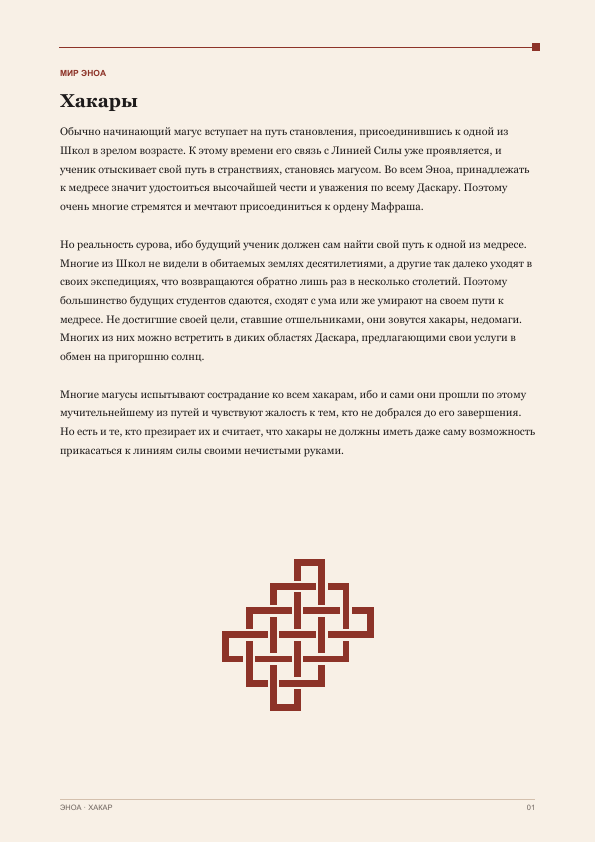 МИР ЭНОА
Хакары
Обычно начинающий магус вступает на путь становления, присоединившись к одной из
Школ в зрелом возрасте. К этому времени его связь с Линией Силы уже проявляется, и
ученик отыскивает свой путь в странствиях, становясь магусом. Во всем Эноа, принадлежать
к медресе значит удостоиться высочайшей чести и уважения по всему Даскару. Поэтому
очень многие стремятся и мечтают присоединиться к ордену Мафраша.
Но реальность сурова, ибо будущий ученик должен сам найти свой путь к одной из медресе.
Многие из Школ не видели в обитаемых землях десятилетиями, а другие так далеко уходят в
своих экспедициях, что возвращаются обратно лишь раз в несколько столетий. Поэтому
большинство будущих студентов сдаются, сходят с ума или же умирают на своем пути к
медресе. Не достигшие своей цели, ставшие отшельниками, они зовутся хакары, недомаги.
Многих из них можно встретить в диких областях Даскара, предлагающими свои услуги в
обмен на пригоршню солнц.
Многие магусы испытывают сострадание ко всем хакарам, ибо и сами они прошли по этому
мучительнейшему из путей и чувствуют жалость к тем, кто не добрался до его завершения.
Но есть и те, кто презирает их и считает, что хакары не должны иметь даже саму возможность
прикасаться к линиям силы своими нечистыми руками.
ЭНОА · ХАКАР
01